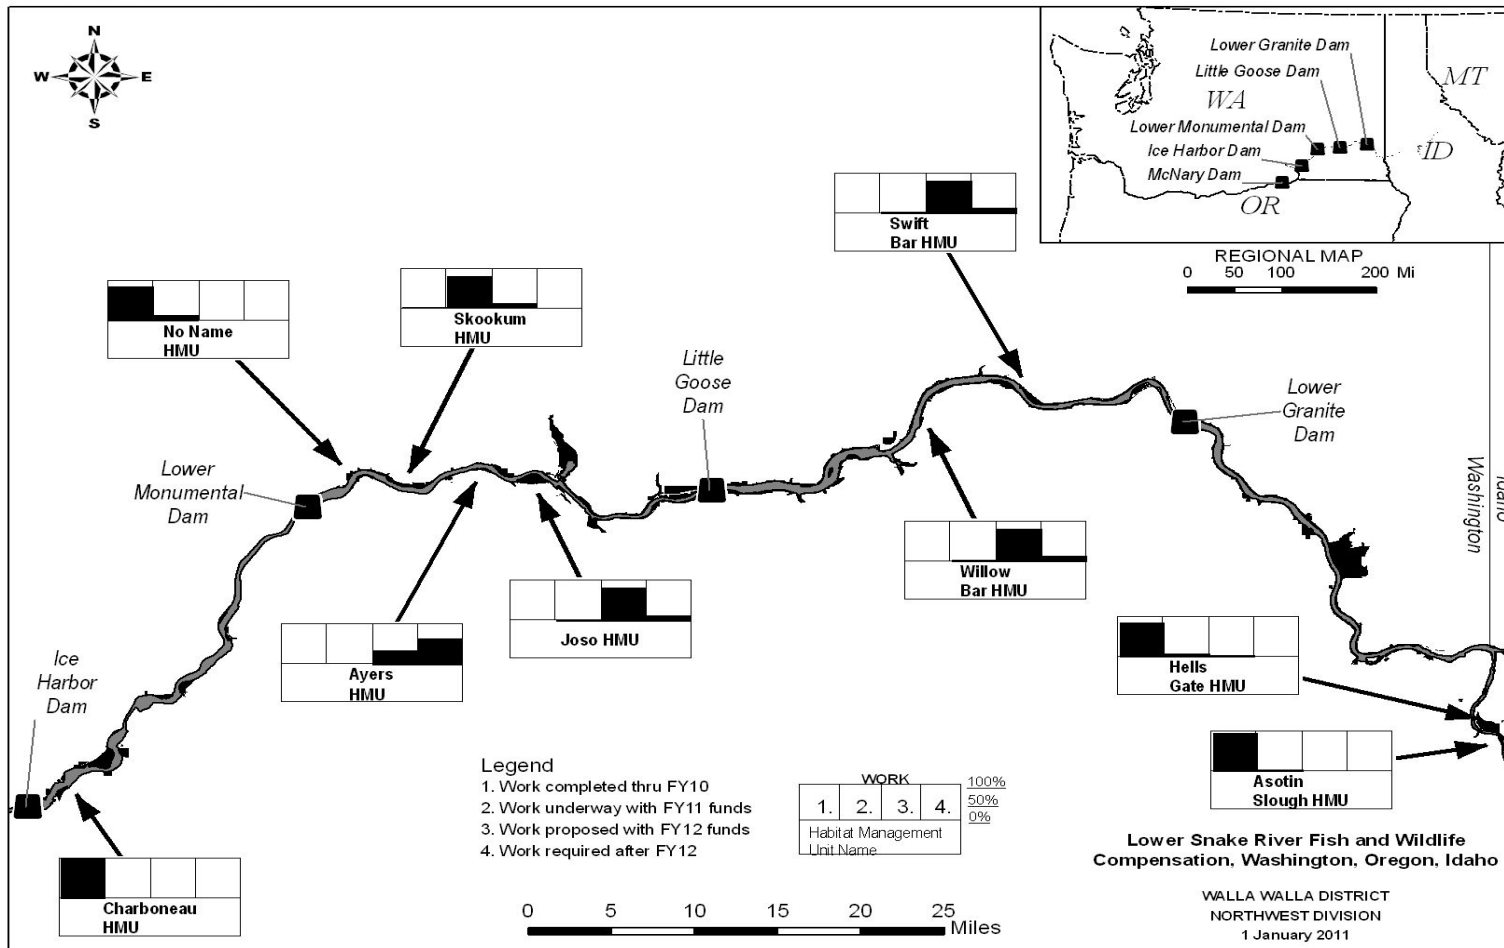 N
W
E
S
Lower Granite Dam
Little Goose Dam
WA
MT
Lower Monumental Dam
Ice Harbor Dam
ID
McNary Dam
OR
REGIONAL MAP
0 50 100 200 Mi
Swift
Bar HMU
No Name
HMU
Skookum
HMU
Little
Goose
Dam
Lower
Granite
Dam
Lower
Monumental
Dam
Washington
Idaho
Willow
Bar HMU
Joso HMU
Ayers
HMU
Ice
Harbor
Dam
Hells
Gate HMU
Asotin
Slough HMU
Charboneau
HMU
Legend
1. Work completed thru FY10
2. Work underway with FY11 funds
3. Work proposed with FY12 funds
4. Work required after FY12
WORK
1. 2. 3. 4.
100%
50%
0%
Habitat Management
Unit Name
0 5 10 15 20 25
Miles
Lower Snake River Fish and Wildlife
Compensation, Washington, Oregon, Idaho
WALLA WALLA DISTRICT
NORTHWEST DIVISION
1 January 2011